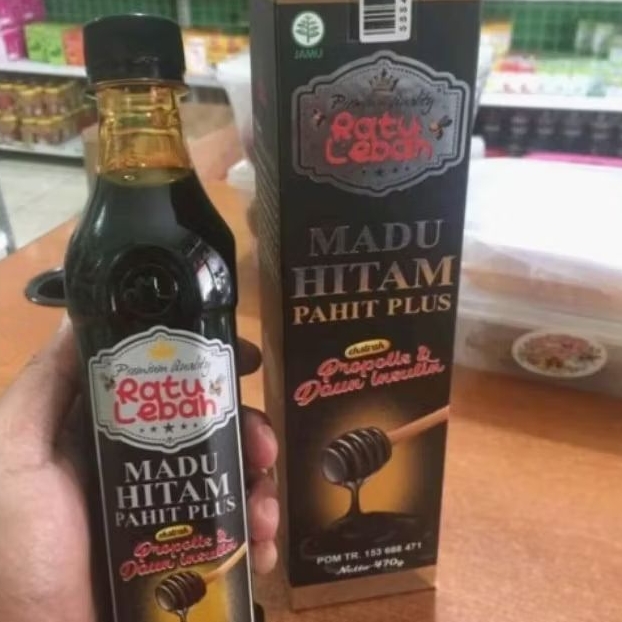 JAMU
Premium Quality
Ratu
Lebah
MADU
HITAM
PAHIT PLUS
ekstrak
Propolis &
Daun insulin
POM TR. 153 688 471
Netto 470g
Premium Quality
Ratu
Lebah
MADU
HITAM
PAHIT PLUS
ekstrak
Propolis &
Daun insulin